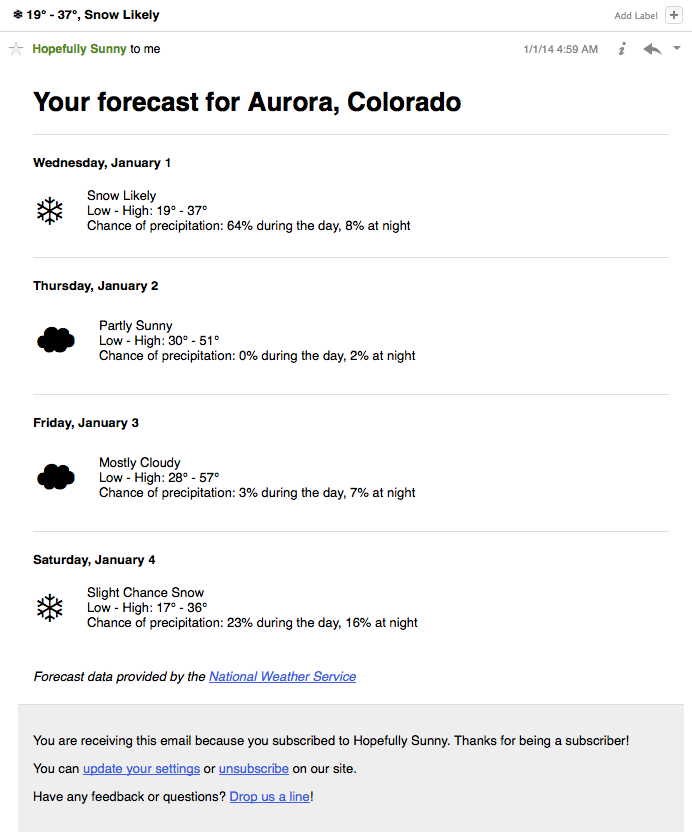 ❄ 19° - 37°, Snow Likely
Add Label
Hopefully Sunny to me
1/1/14 4:59 AM
Your forecast for Aurora, Colorado
Wednesday, January 1
Snow Likely
Low - High: 19° - 37°
Chance of precipitation: 64% during the day, 8% at night
Thursday, January 2
Partly Sunny
Low - High: 30° - 51°
Chance of precipitation: 0% during the day, 2% at night
Friday, January 3
Mostly Cloudy
Low - High: 28° - 57°
Chance of precipitation: 3% during the day, 7% at night
Saturday, January 4
Slight Chance Snow
Low - High: 17° - 36°
Chance of precipitation: 23% during the day, 16% at night
Forecast data provided by the National Weather Service
You are receiving this email because you subscribed to Hopefully Sunny. Thanks for being a subscriber!
You can update your settings or unsubscribe on our site.
Have any feedback or questions? Drop us a line!